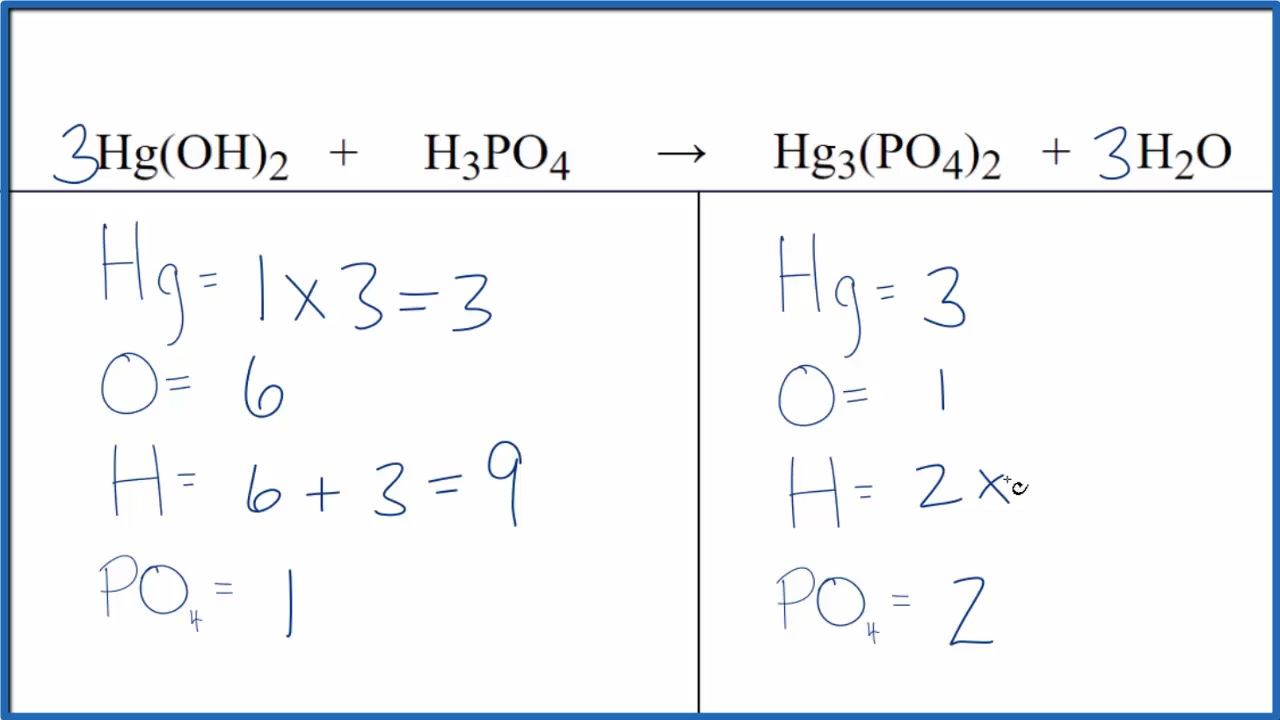 3Hg(OH)₂ + H₃PO₄ → Hg₃(PO₄)₂ + 3H₂O
Hg = 1 x 3 = 3
O = 6
H = 6 + 3 = 9
PO₄ = 1
Hg = 3
O = 1
H = 2 x
PO₄ = 2